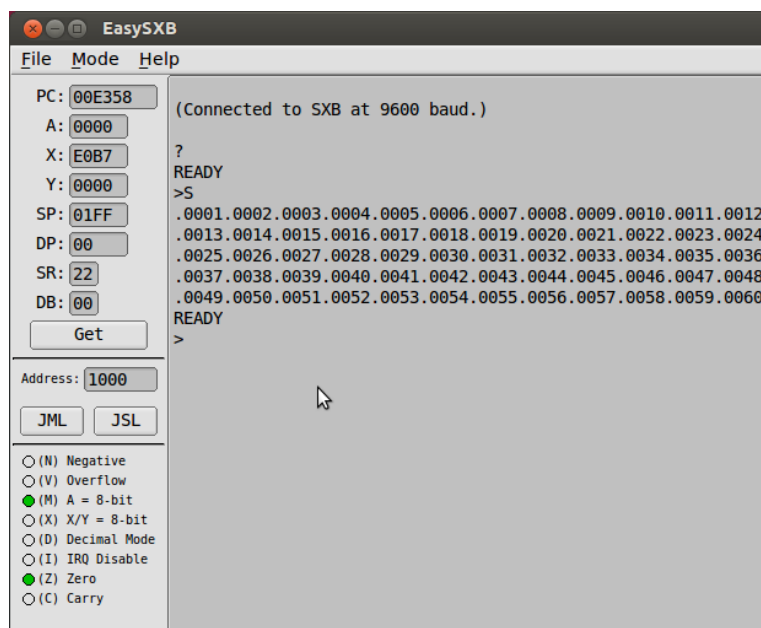 EasySXB
File Mode Help
PC: 00E358
A: 0000
X: E0B7
Y: 0000
SP: 01FF
DP: 00
SR: 22
DB: 00
Get
Address: 1000
JML JSL
(N) Negative
(V) Overflow
(M) A = 8-bit
(X) X/Y = 8-bit
(D) Decimal Mode
(I) IRQ Disable
(Z) Zero
(C) Carry
(Connected to SXB at 9600 baud.)
?
READY
>S
.0001.0002.0003.0004.0005.0006.0007.0008.0009.0010.0011.0012
.0013.0014.0015.0016.0017.0018.0019.0020.0021.0022.0023.0024
.0025.0026.0027.0028.0029.0030.0031.0032.0033.0034.0035.0036
.0037.0038.0039.0040.0041.0042.0043.0044.0045.0046.0047.0048
.0049.0050.0051.0052.0053.0054.0055.0056.0057.0058.0059.0060
READY
>